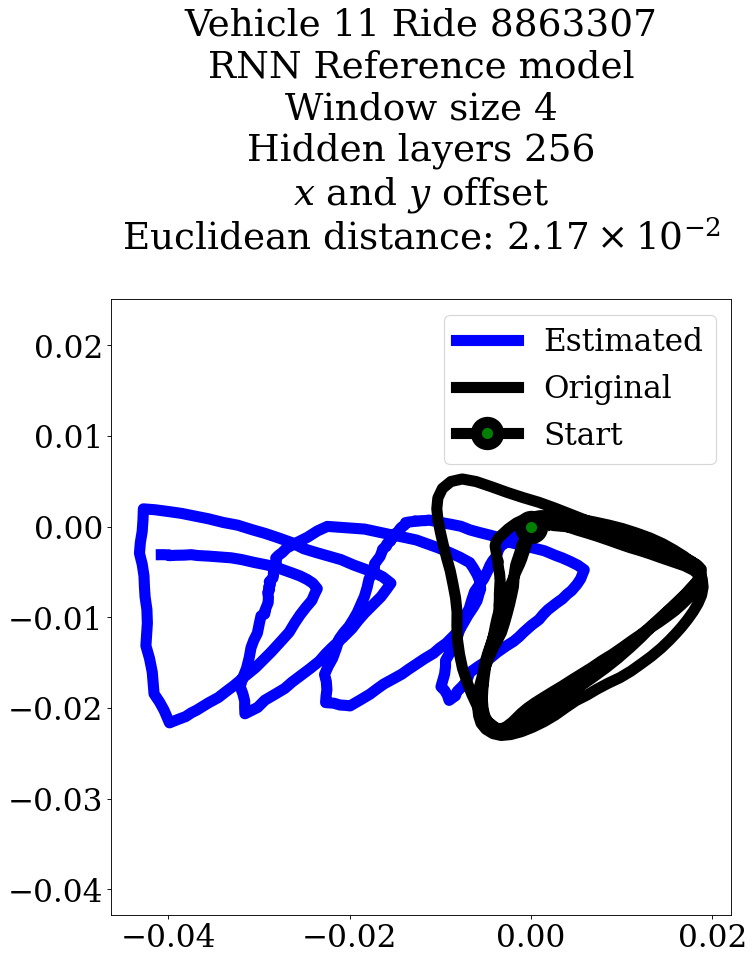 Vehicle 11 Ride 8863307
RNN Reference model
Window size 4
Hidden layers 256
x and y offset
Euclidean distance: 2.17 × 10⁻²
Estimated
Original
Start
0.02
0.01
0.00
−0.01
−0.02
−0.03
−0.04
−0.04 −0.02 0.00 0.02